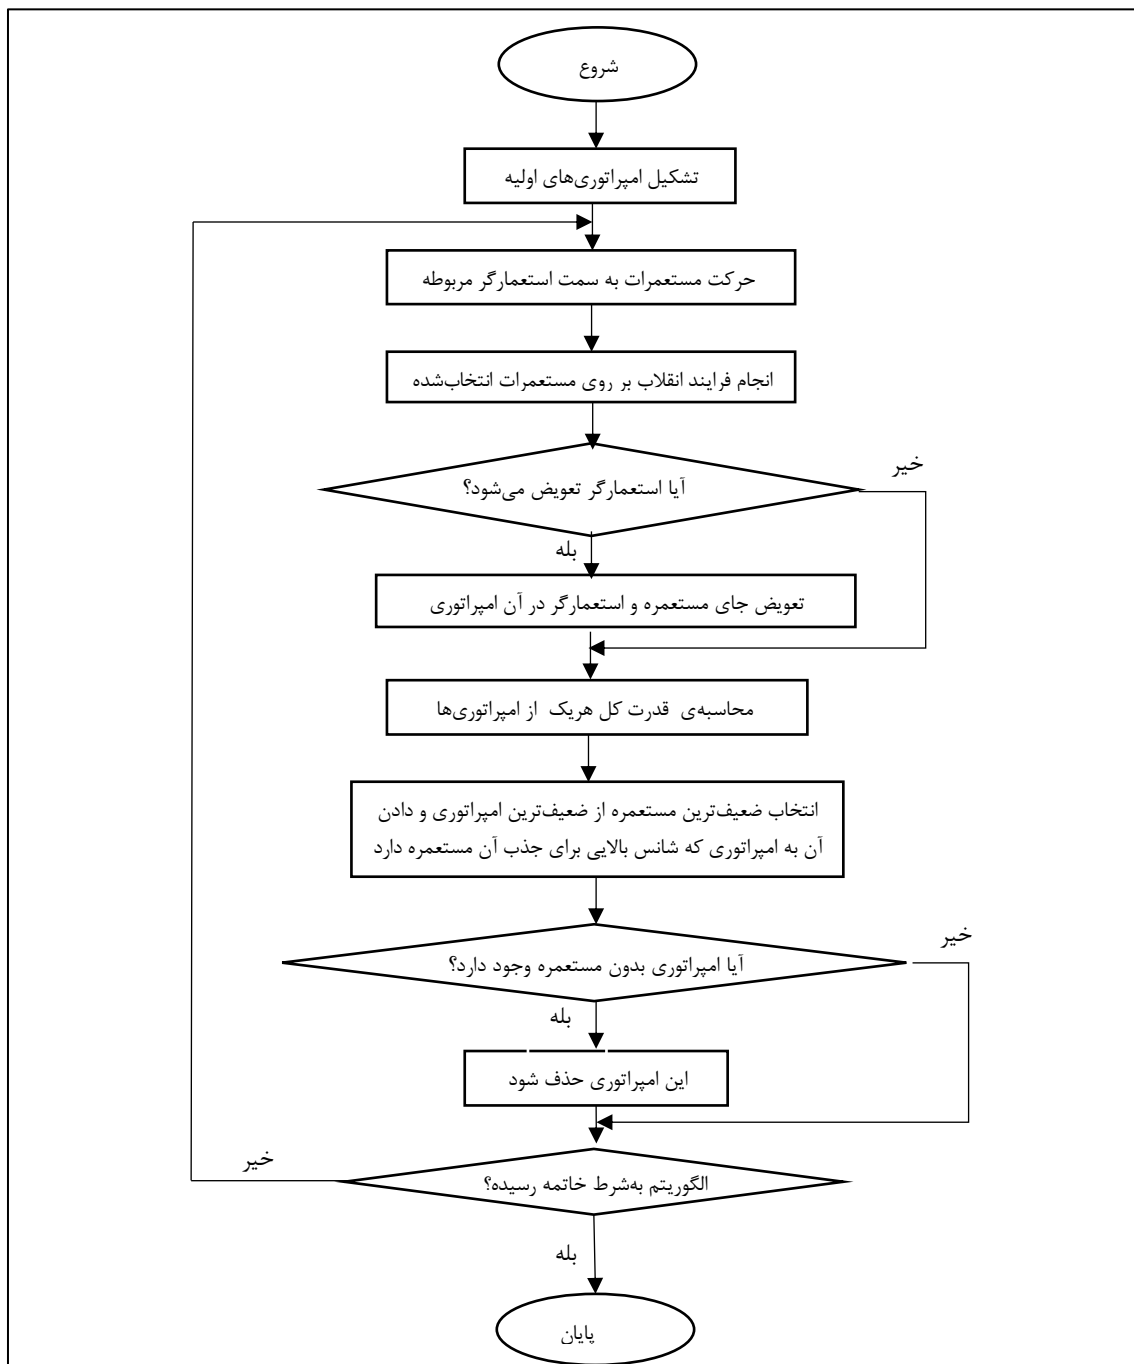 شروع
تشکیل امپراتوری‌های اولیه
حرکت مستعمرات به سمت استعمارگر مربوطه
انجام فرایند انقلاب بر روی مستعمرات انتخاب‌شده
آیا استعمارگر تعویض می‌شود؟
خیر
بله
تعویض جای مستعمره و استعمارگر در آن امپراتوری
محاسبه‌ی قدرت کل هریک از امپراتوری‌ها
انتخاب ضعیف‌ترین مستعمره از ضعیف‌ترین امپراتوری و دادن
آن به امپراتوری که شانس بالایی برای جذب آن مستعمره دارد
خیر
آیا امپراتوری بدون مستعمره وجود دارد؟
بله
این امپراتوری حذف شود
خیر
الگوریتم به‌شرط خاتمه رسیده؟
بله
پایان